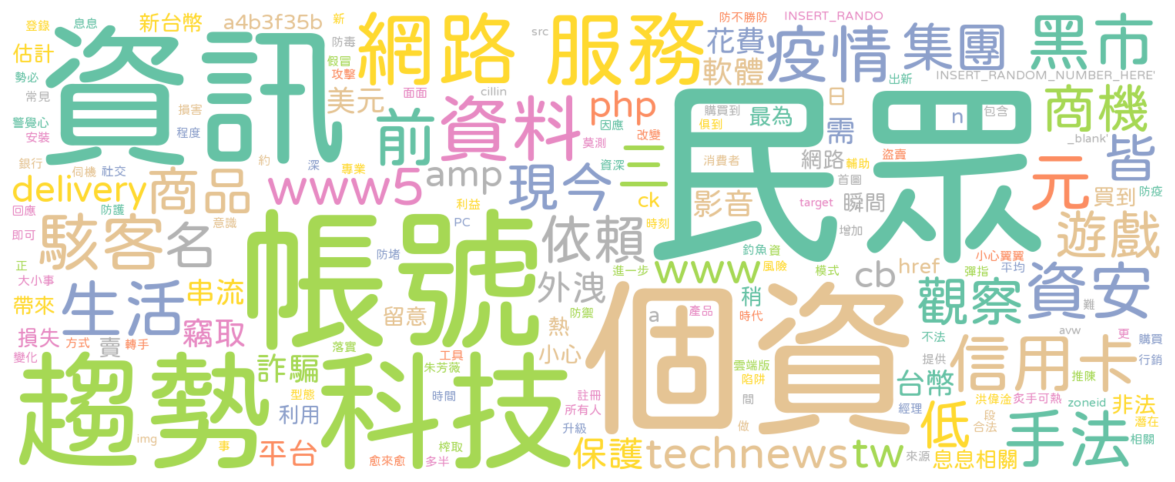 登錄
息息
新台幣
a4b3f35b
新
防毒
假冒
攻擊
網路
服務
src
防不勝防
INSERT_RANDO
花費
疫情
集團
黑市
估計
勢必
常見
資訊
美元
面面
cillin
軟體
出新
INSERT_RANDOM_NUMBER_HERE'
警覺心
安裝
損害
程度
前
資料
php
因應
改變
莫測
購買到
傷到
最為
日
需
n
包含
商機
_blank'
皆
銀行
伺機
社交
約
深
專業
amp
資深
三
民眾
消費者
網路
輔助
盜賣
元
買到
防疫
delivery
商品
www5
利益
現今
ck
影音
首圖
target
瞬間
增加
遊戲
回應
即可
防護
意識
駭客
名
帳號
PC
時刻
依賴
釣魚
資
小心翼翼
正
大小事
防堵
進一步
www
風險
模式
彈指
平均
cb
href
資安
帶來
生活
串流
外洩
防禦
稍
時代
觀察
難
損失
方式
轉手
竊取
留意
熱
a
產品
個資
不法
avw
更
購買
變化
賣
落實
小心
提供
信用卡
行銷
趨勢
科技
詐騙
朱芳薇
工具
雲端版
陷阱
台幣
推陳
型態
利用
時間
註冊
所有人
間
洪偉淦
炙手可熱
zoneid
非法
潛在
升級
做
經理
低
段
合法
手法
相關
img
事
平台
愈來愈
多半
榨取
保護
technews
tw
來源
息息相關